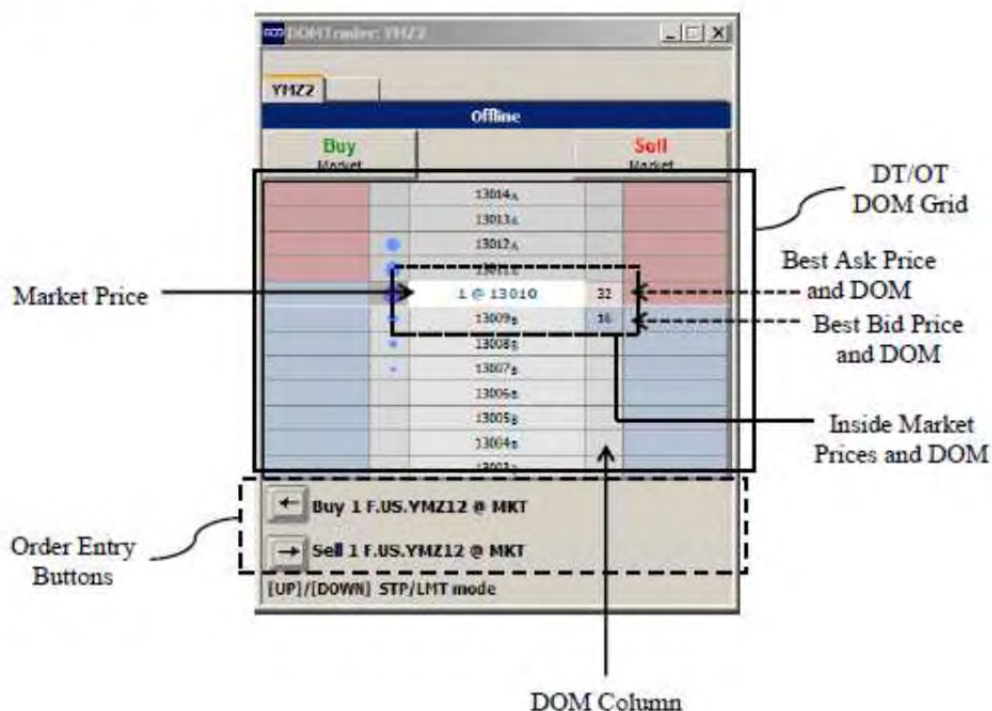 DOMTrader: YMZ2
YMZ2
Offline
Buy
Market
Sell
Market
13014A
13013A
13012A
1 @ 13010 32
13009B 16
13008B
13007B
13006B
13005B
13004B
Buy 1 F.US.YMZ12 @ MKT
Sell 1 F.US.YMZ12 @ MKT
[UP]/[DOWN] STP/LMT mode
Market Price
Order Entry
Buttons
DT/OT
DOM Grid
Best Ask Price
and DOM
Best Bid Price
and DOM
Inside Market
Prices and DOM
DOM Column